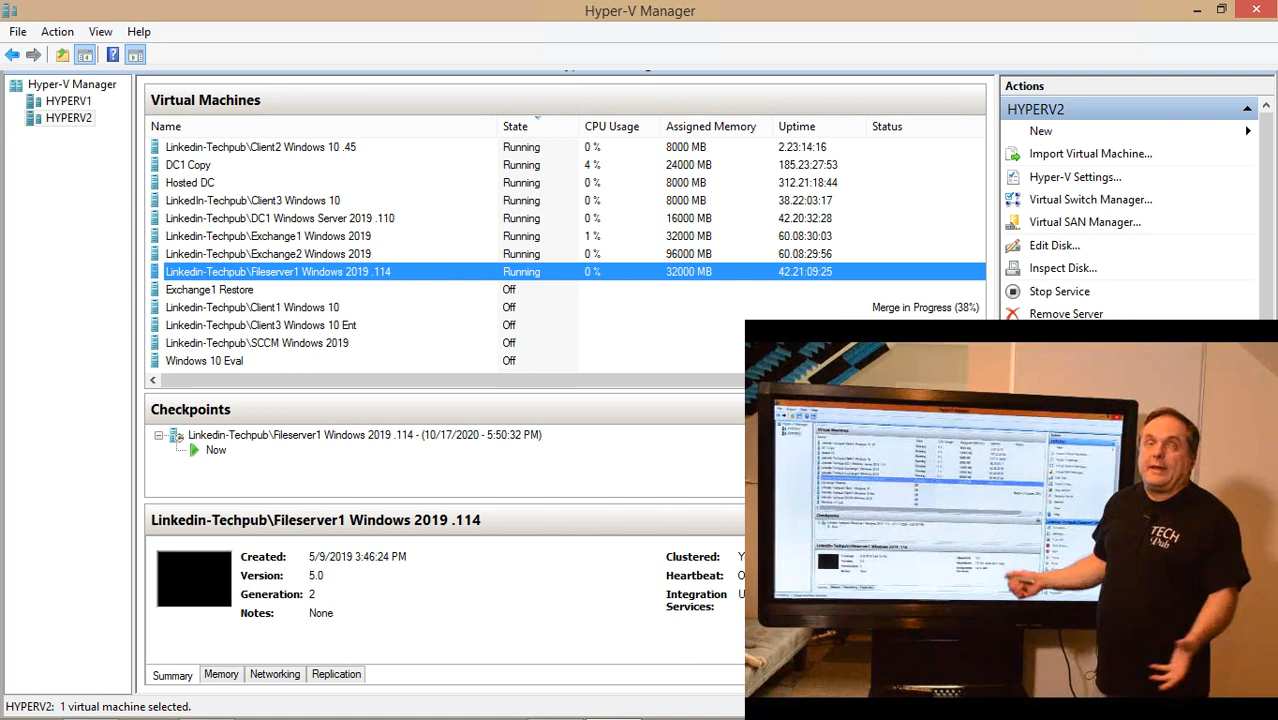 Hyper-V Manager
File Action View Help
Hyper-V Manager
HYPERV1
HYPERV2
Virtual Machines
Name State CPU Usage Assigned Memory Uptime Status
Linkedin-Techpub\Client2 Windows 10 .45 Running 0 % 8000 MB 2.23:14:16
DC1 Copy Running 4 % 24000 MB 185.23:27:53
Hosted DC Running 0 % 8000 MB 312.21:18:44
LinkedIn-Techpub\Client3 Windows 10 Running 0 % 8000 MB 38.22:03:17
Linkedin-Techpub\DC1 Windows Server 2019 .110 Running 0 % 16000 MB 42.20:32:28
Linkedin-Techpub\Exchange1 Windows 2019 Running 1 % 32000 MB 60.08:30:03
Linkedin-Techpub\Exchange2 Windows 2019 Running 0 % 96000 MB 60.08:29:56
Linkedin-Techpub\Fileserver1 Windows 2019 .114 Running 0 % 32000 MB 42.21:09:25
Exchange1 Restore Off
Linkedin-Techpub\Client1 Windows 10 Off Merge in Progress (38%)
Linkedin-Techpub\Client3 Windows 10 Ent Off
Linkedin-Techpub\SCCM Windows 2019 Off
Windows 10 Eval Off
Checkpoints
Linkedin-Techpub\Fileserver1 Windows 2019 .114 - (10/17/2020 - 5:50:32 PM)
Now
Linkedin-Techpub\Fileserver1 Windows 2019 .114
Created:
Version: 5.0
Generation: 2
Notes: None
Clustered: Y
Heartbeat: O
Integration
Services:
Summary Memory Networking Replication
HYPERV2: 1 virtual machine selected.
Actions
HYPERV2
New
Import Virtual Machine...
Hyper-V Settings...
Virtual Switch Manager...
Virtual SAN Manager...
Edit Disk...
Inspect Disk...
Stop Service
Remove Server
TECH
Pub